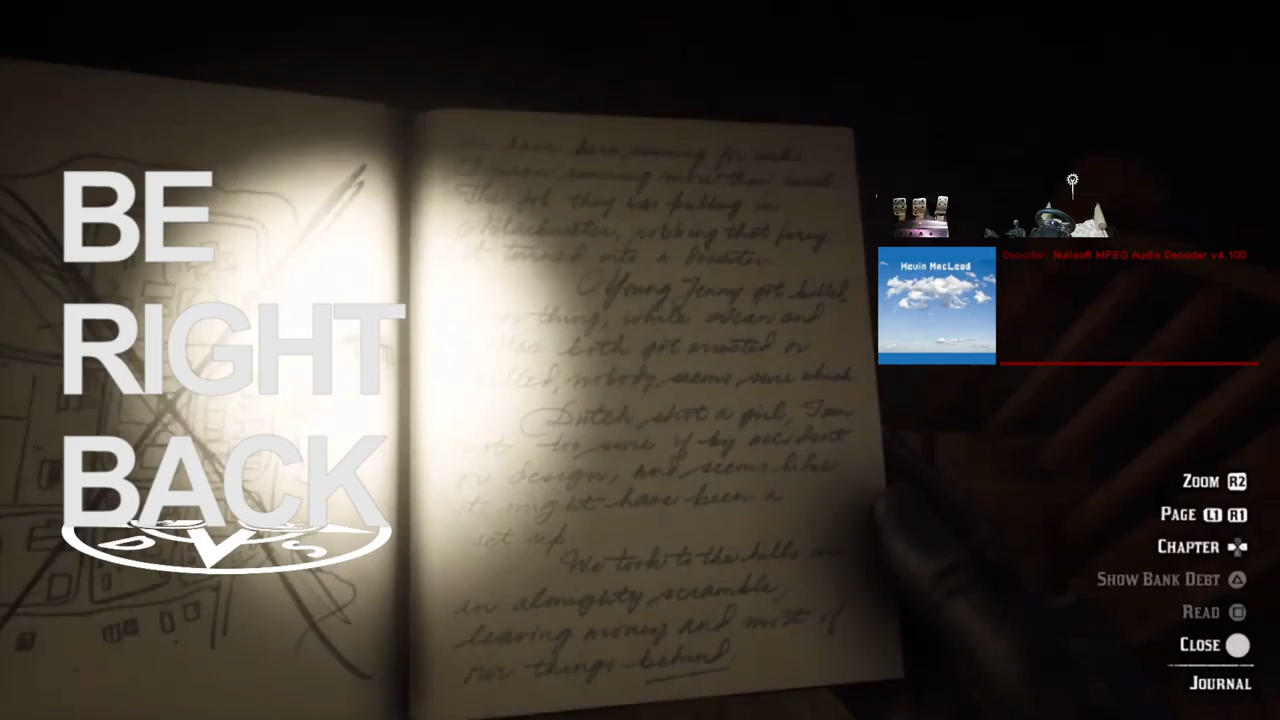 BE
RIGHT
BACK
D V S
have been running for weeks,
running more than usual.
The job they was pulling in
Blackwater, robbing that ferry
it turned into a disaster.
Young Jenny got killed,
thing, while and
Mac both got arrested or
killed, nobody seems sure which.
Dutch shot a girl, I am
not too sure if by accident
or design, and seems like
it might have been a
set up
We took to the hills in
an almighty scramble,
leaving money and most of
our things behind.
Kevin MacLeod
Decoder: Nullsoft MPEG Audio Decoder v4.100
ZOOM R2
PAGE L1 R1
CHAPTER
SHOW BANK DEBT
READ
CLOSE
JOURNAL